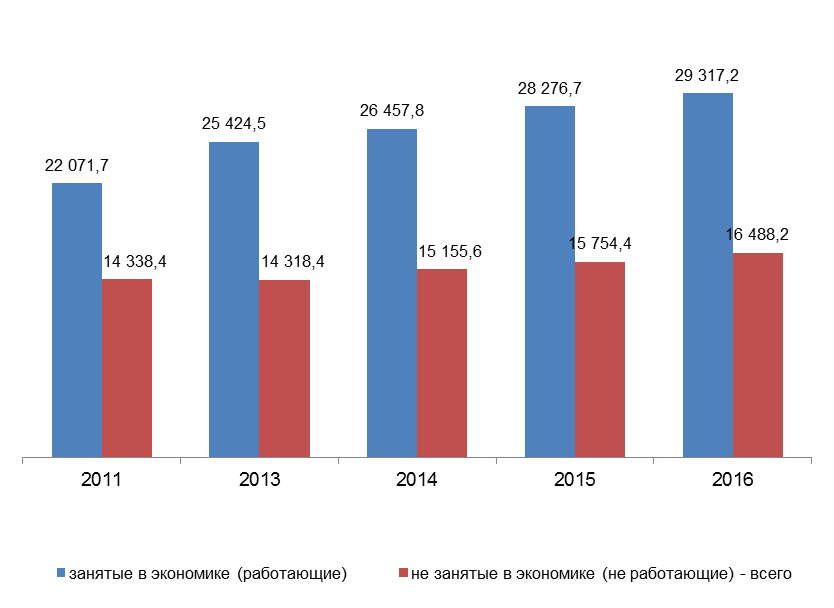 29 317,2
28 276,7
26 457,8
25 424,5
22 071,7
16 488,2
15 754,4
15 155,6
14 338,4 14 318,4
2011 2013 2014 2015 2016
занятые в экономике (работающие) не занятые в экономике (не работающие) - всего